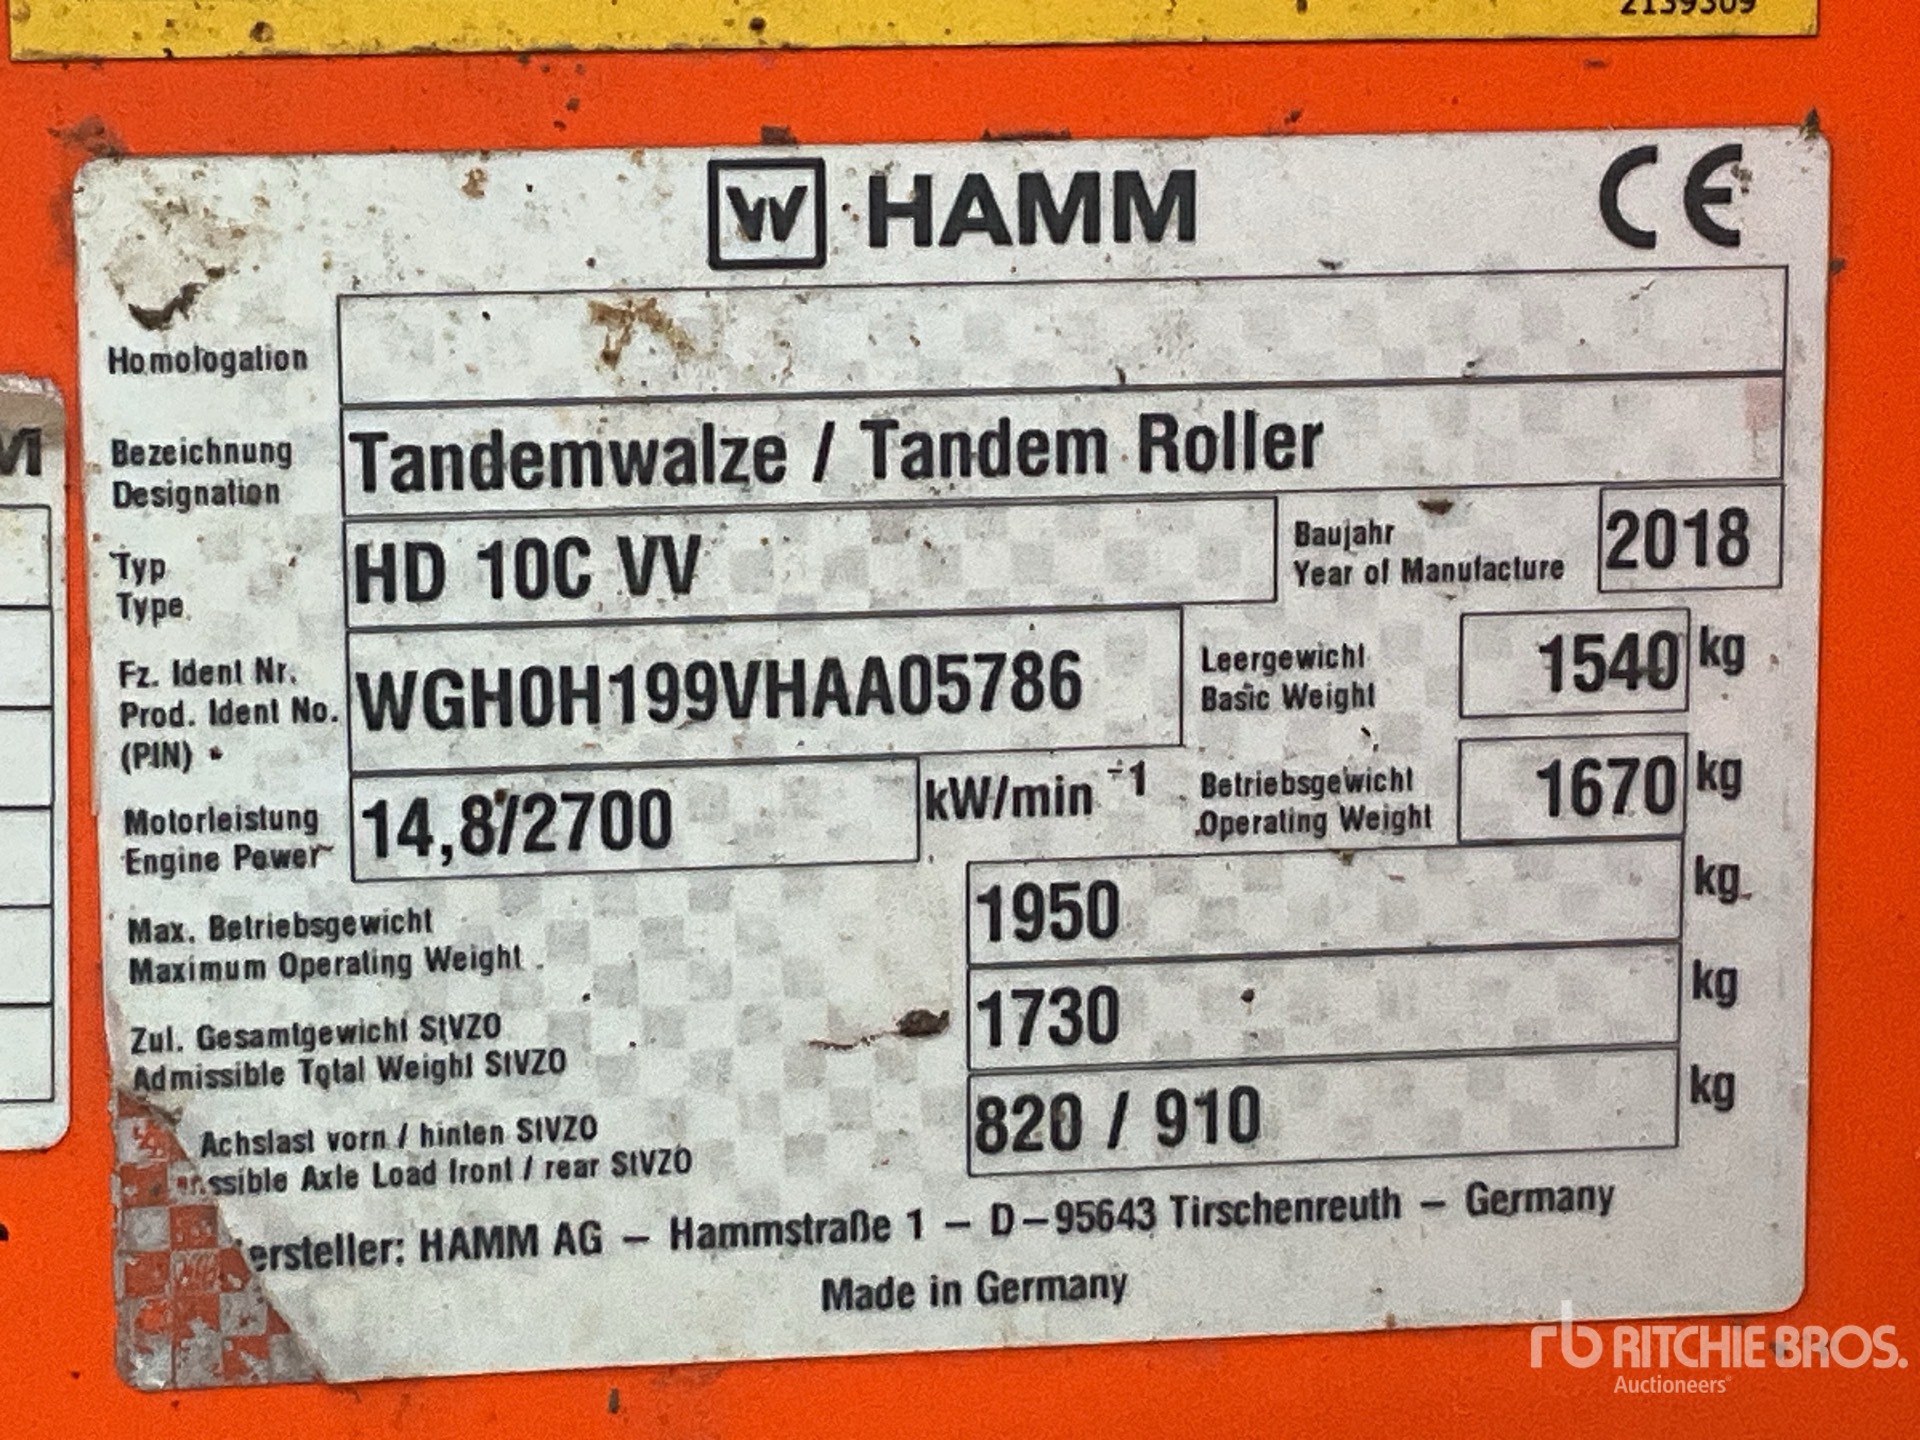 2139309
W HAMM CE
Homologation
Bezeichnung
Designation
Tandemwalze / Tandem Roller
Typ
Type
HD 10C VV
Baujahr
Year of Manufacture
2018
Fz. Ident Nr.
Prod. Ident No.
(PIN)
WGH0H199VHAA05786
Leergewicht
Basic Weight
1540 kg
Motorleistung
Engine Power
14,8/2700 kW/min -1
Betriebsgewicht
Operating Weight
1670 kg
Max. Betriebsgewicht
Maximum Operating Weight
1950 kg
Zul. Gesamtgewicht StVZO
Admissible Total Weight StVZO
1730 kg
Achslast vorn / hinten StVZO
ssible Axle Load front / rear StVZO
820 / 910 kg
ersteller: HAMM AG – Hammstraße 1 – D–95643 Tirschenreuth – Germany
Made in Germany
M
rb RITCHIE BROS.
Auctioneers